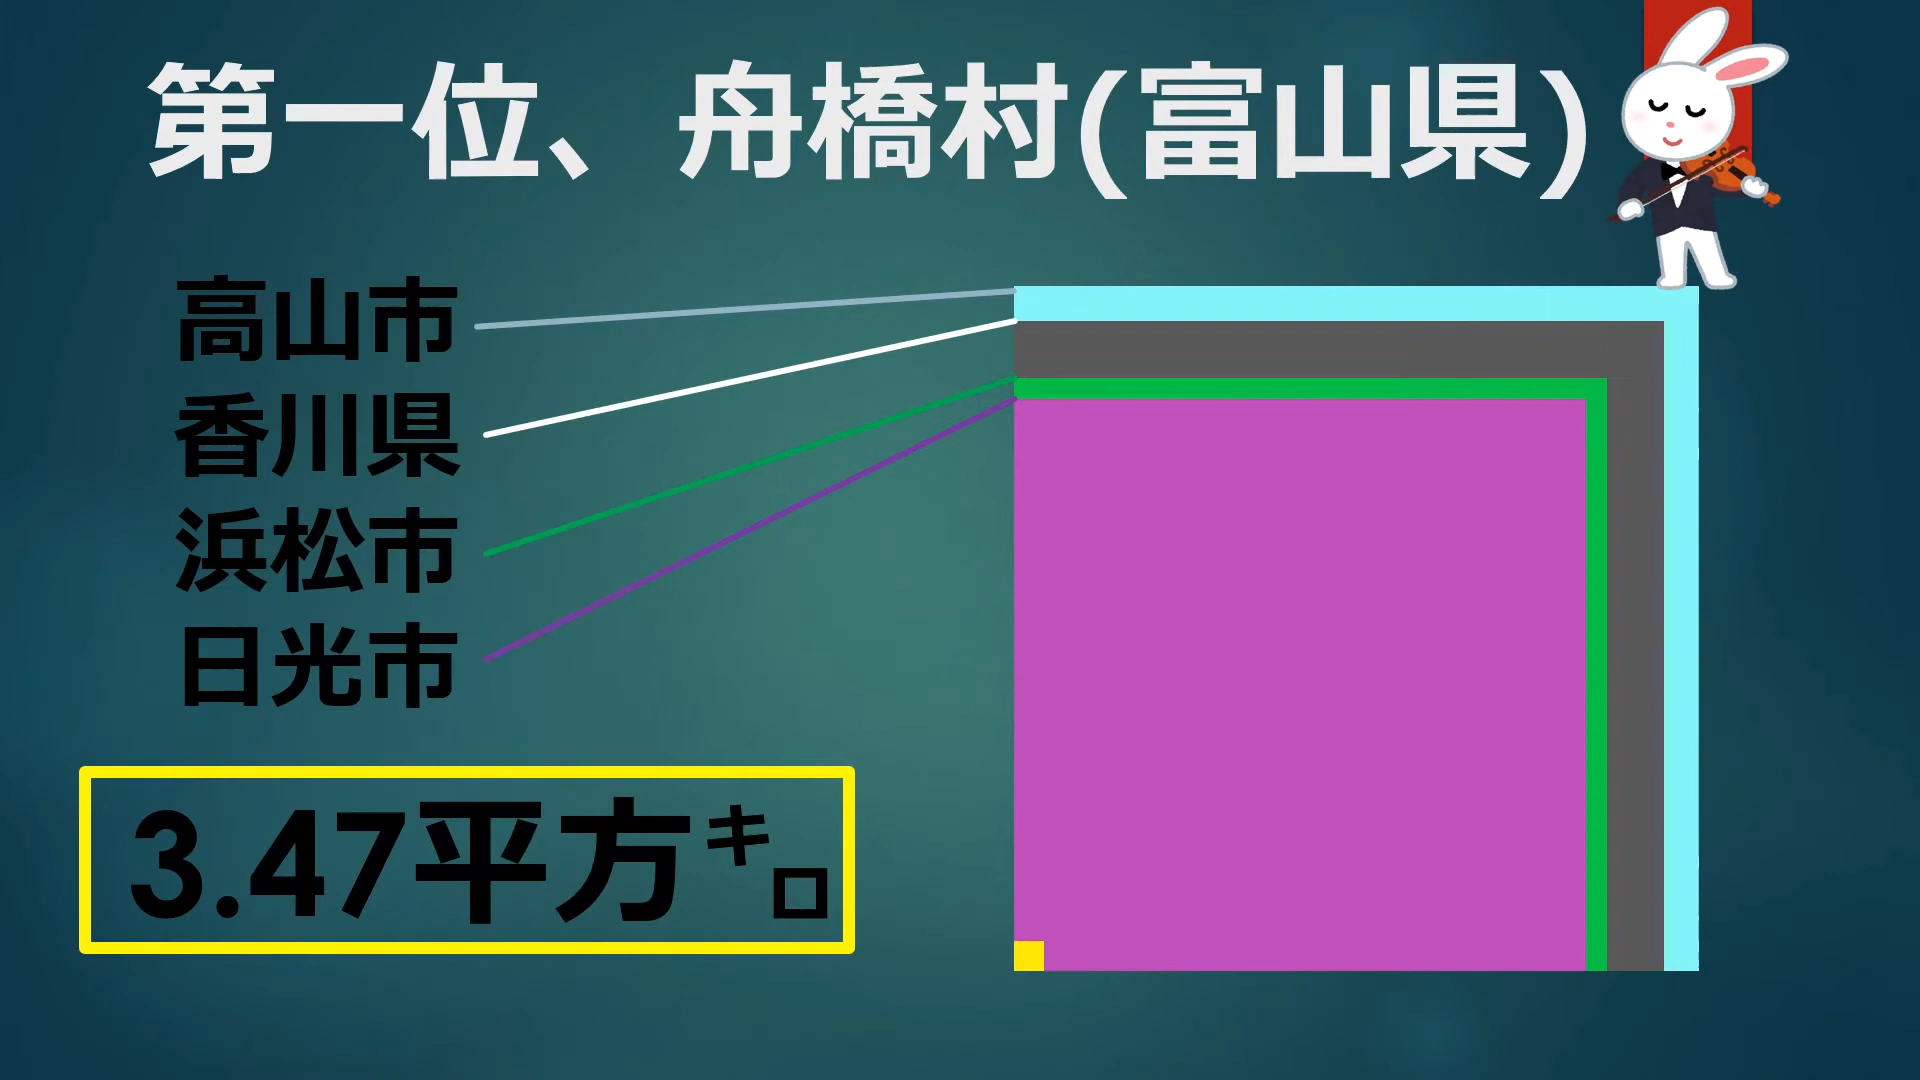 第一位、舟橋村(富山県)
高山市
香川県
浜松市
日光市
3.47平方㌔